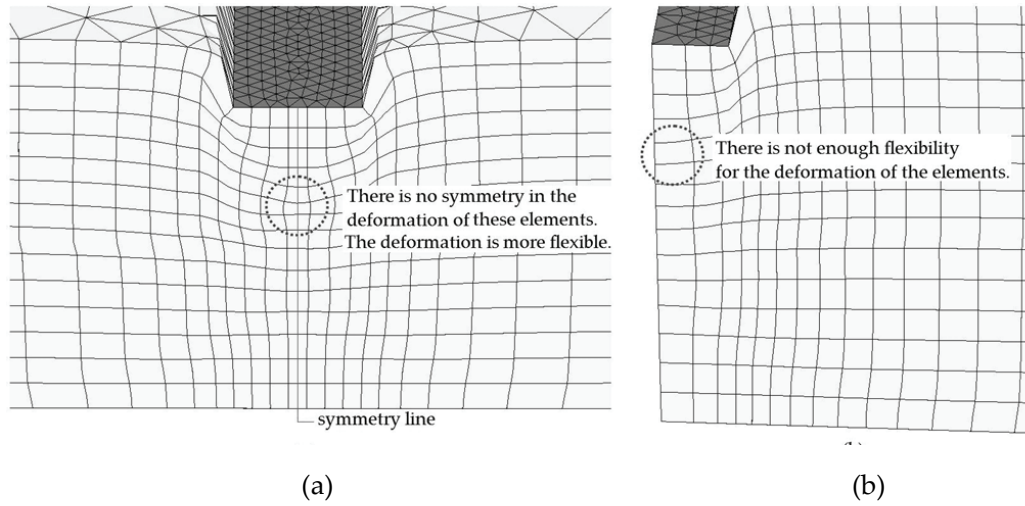 There is no symmetry in the
deformation of these elements.
The deformation is more flexible.
symmetry line
There is not enough flexibility
for the deformation of the elements.
(a)
(b)